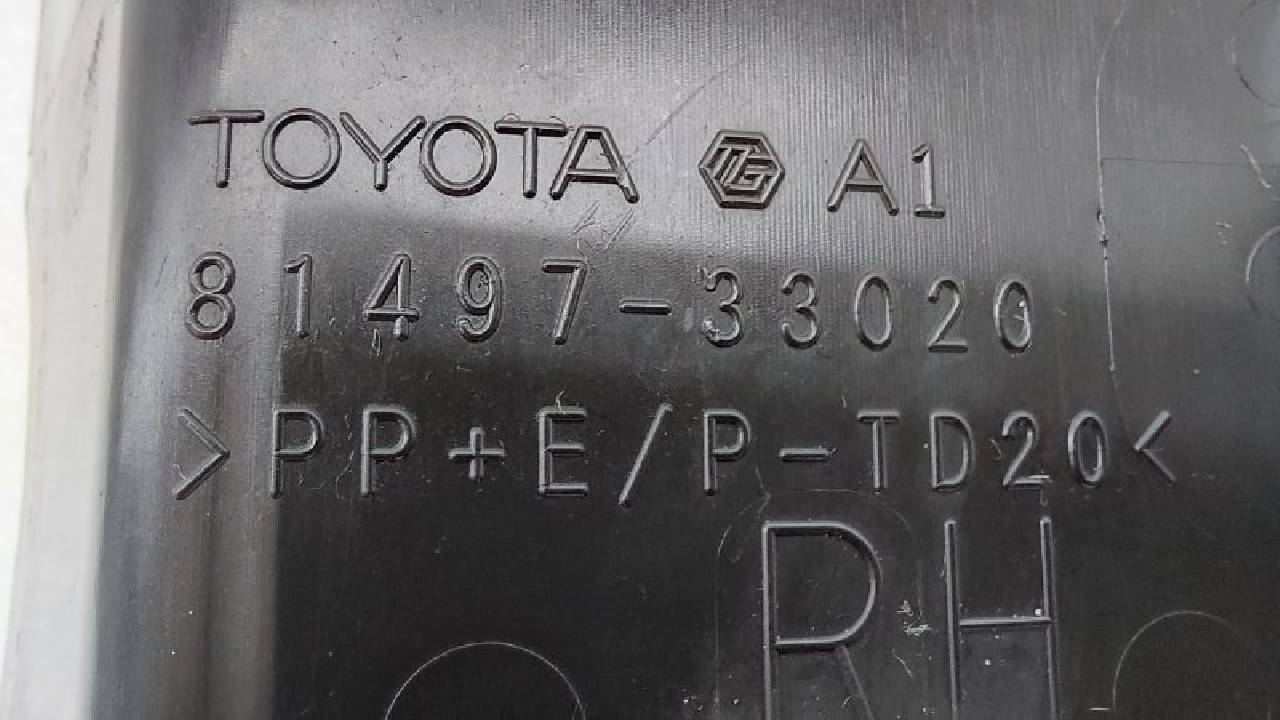 TOYOTA A1
81497-33020
>PP+E/P-TD20<
RH